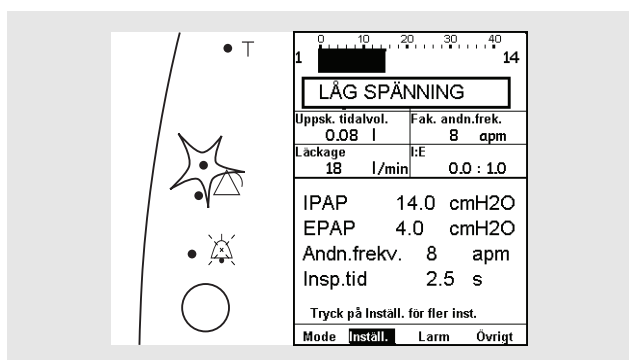 T
0 10 20 30 40
1 14
LÅG SPÄNNING
Uppsk. tidalvol. Fak. andn.frek.
0.08 l 8 apm
Läckage I:E
18 l/min 0.0 : 1.0
IPAP 14.0 cmH2O
EPAP 4.0 cmH2O
Andn.frekv. 8 apm
Insp.tid 2.5 s
Tryck på Inställ. för fler inst.
Mode Inställ. Larm Övrigt